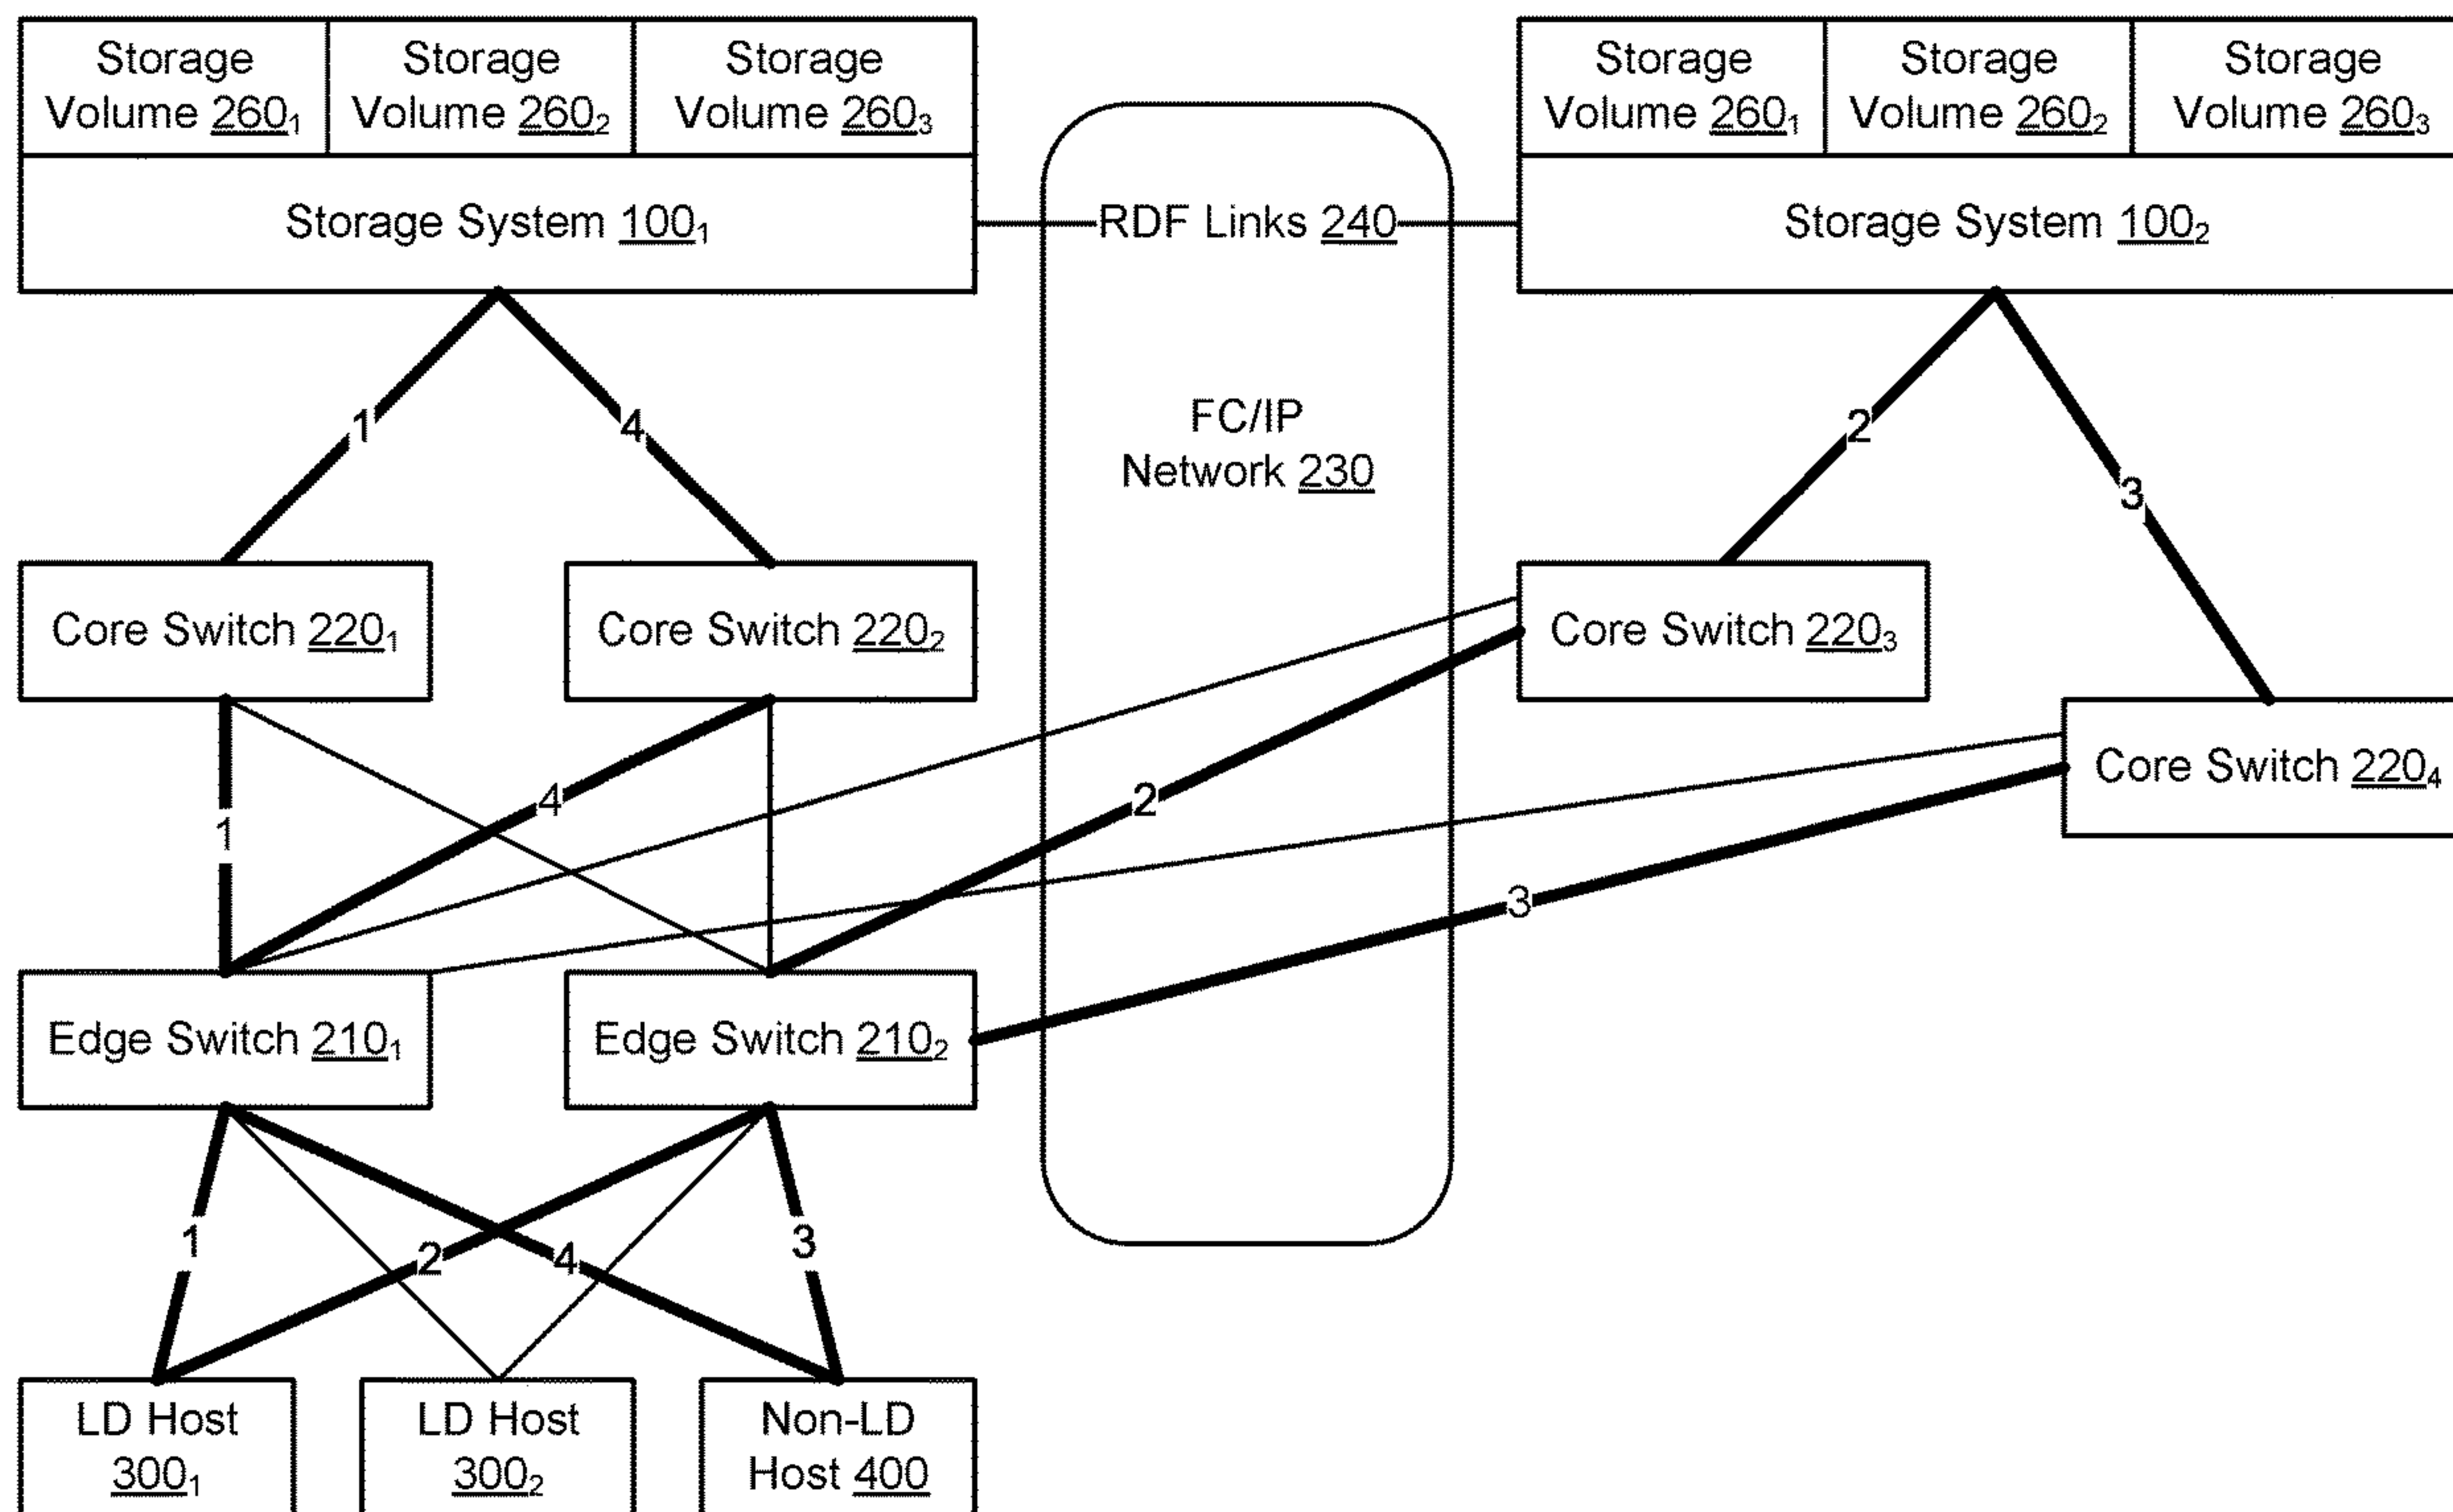 Storage
Volume 260₁
Storage
Volume 260₂
Storage
Volume 260₃
Storage
Volume 260₁
Storage
Volume 260₂
Storage
Volume 260₃
Storage System 100₁
RDF Links 240
Storage System 100₂
FC/IP
Network 230
1
4
2
3
Core Switch 220₁
Core Switch 220₂
Core Switch 220₃
Core Switch 220₄
1
4
2
3
Edge Switch 210₁
Edge Switch 210₂
1
2
4
3
LD Host
300₁
LD Host
300₂
Non-LD
Host 400